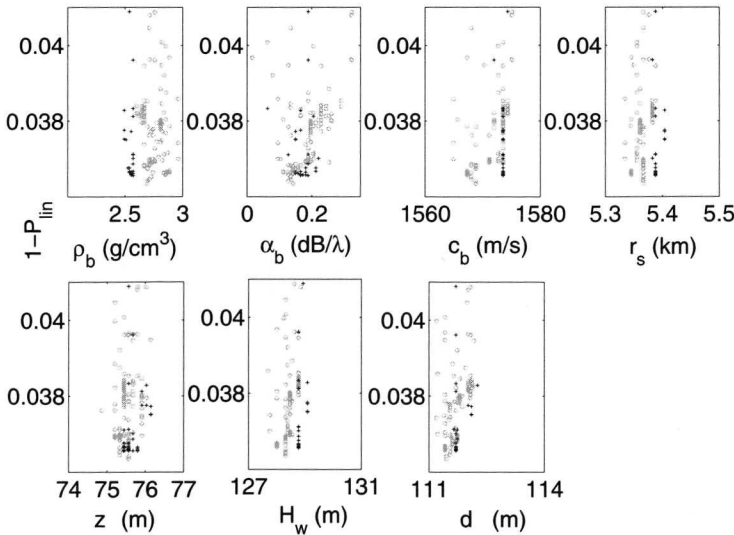 0.04 0.04 0.04 0.04
0.038 0.038 0.038 0.038
2.5 3 0 0.2 1560 1580 5.3 5.4 5.5
ρ_b (g/cm³) α_b (dB/λ) c_b (m/s) r_s (km)
1-P_lin
0.04 0.04 0.04
0.038 0.038 0.038
74 75 76 77 127 131 111 114
z (m) H_w (m) d (m)